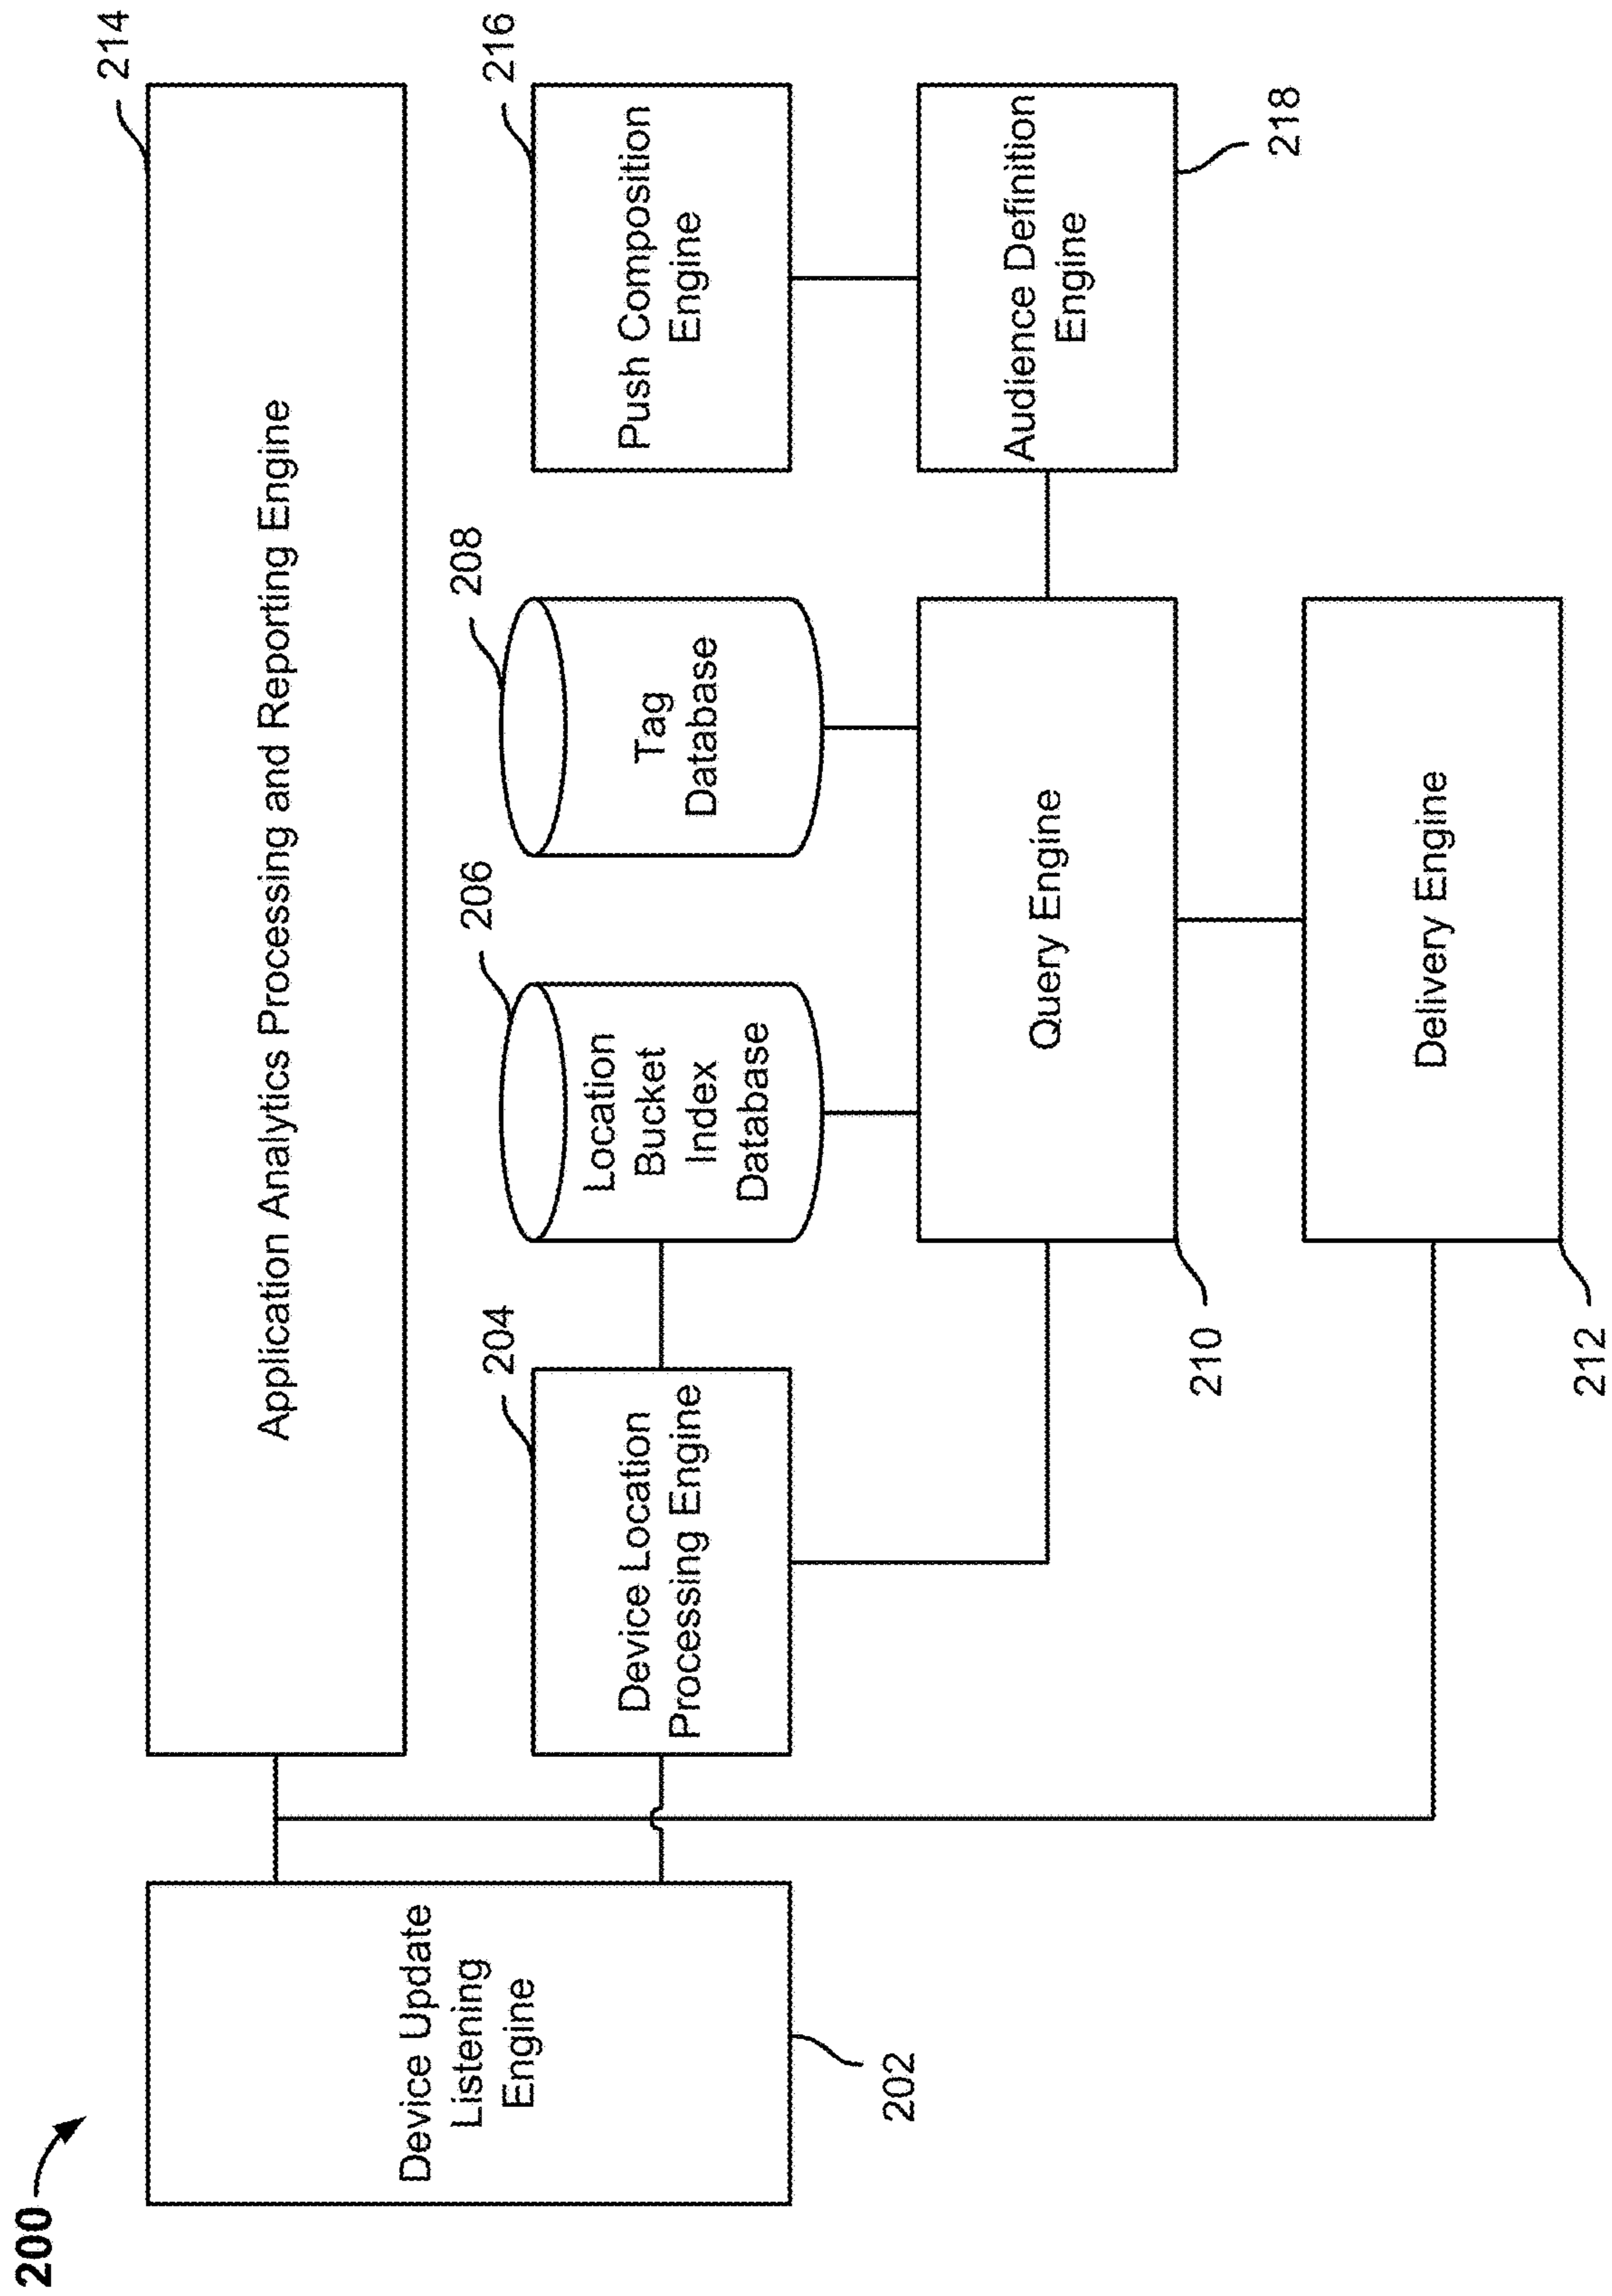 200
214
Application Analytics Processing and Reporting Engine
Device Update
Listening
Engine
202
204
Device Location
Processing Engine
206
Location
Bucket
Index
Database
208
Tag
Database
216
Push Composition
Engine
Query Engine
210
Audience Definition
Engine
218
Delivery Engine
212